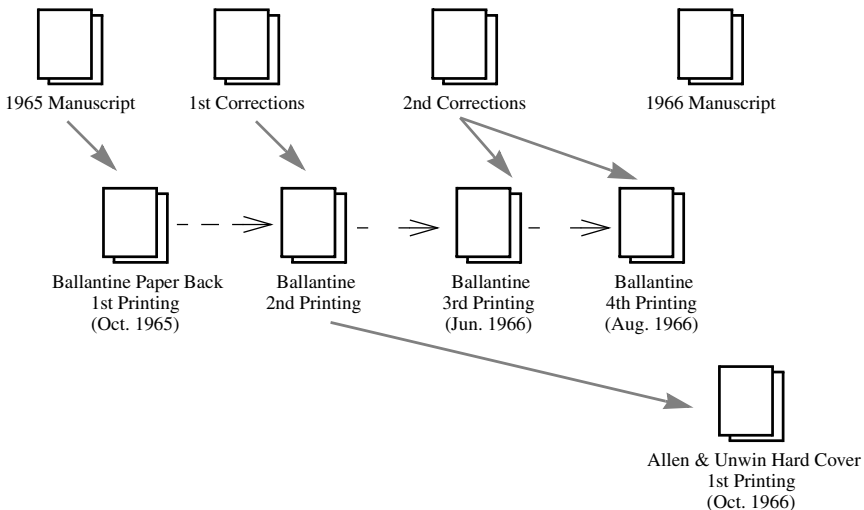 1965 Manuscript
1st Corrections
2nd Corrections
1966 Manuscript
Ballantine Paper Back
1st Printing
(Oct. 1965)
Ballantine
2nd Printing
Ballantine
3rd Printing
(Jun. 1966)
Ballantine
4th Printing
(Aug. 1966)
Allen & Unwin Hard Cover
1st Printing
(Oct. 1966)